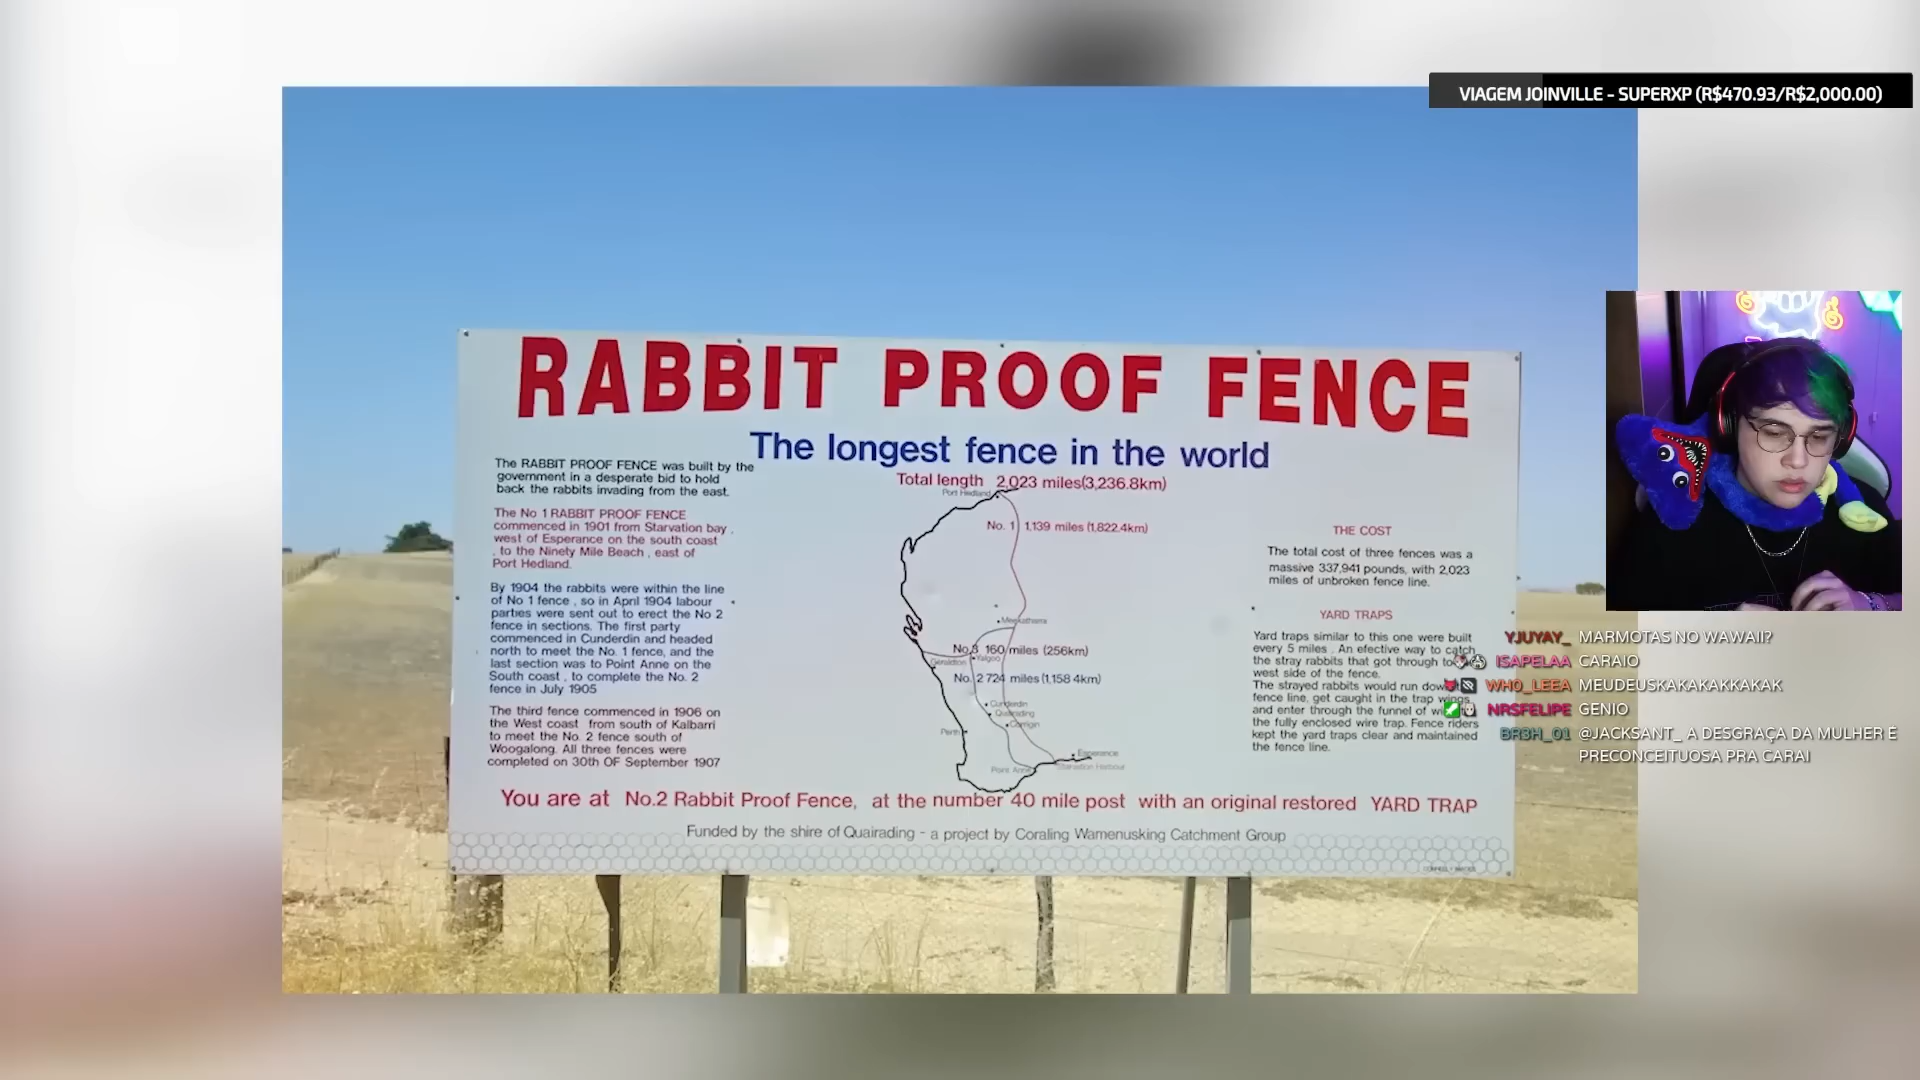 VIAGEM JOINVILLE - SUPERXP (R$470.93/R$2,000.00)
RABBIT PROOF FENCE
The longest fence in the world
Total length 2,023 miles(3,236.8km)
The RABBIT PROOF FENCE was built by the
government in a desperate bid to hold
back the rabbits invading from the east.
The No 1 RABBIT PROOF FENCE
commenced in 1901 from Starvation bay ,
west of Esperance on the south coast
, to the Ninety Mile Beach , east of
Port Hedland.
By 1904 the rabbits were within the line
of No 1 fence , so in April 1904 labour
parties were sent out to erect the No 2
fence in sections. The first party
commenced in Cunderdin and headed
north to meet the No. 1 fence, and the
last section was to Point Anne on the
South coast , to complete the No. 2
fence in July 1905
The third fence commenced in 1906 on
the West coast from south of Kalbarri
to meet the No. 2 fence south of
Woogalong. All three fences were
completed on 30th OF September 1907
Port Hedland
No. 1 1,139 miles (1,822.4km)
Meekatharra
No.3 160 miles (256km)
Geraldton
Yalgoo
No. 2 724 miles (1,158 4km)
Cunderdin
Quairading
Corrigin
Perth
Esperance
Point Anne
Starvation Harbour
THE COST
The total cost of three fences was a
massive 337,941 pounds, with 2,023
miles of unbroken fence line.
YARD TRAPS
Yard traps similar to this one were built
every 5 miles . An efective way to catch
the stray rabbits that got through to
west side of the fence.
The strayed rabbits would run down
fence line, get caught in the trap wings
and enter through the funnel of
the fully enclosed wire trap. Fence riders
kept the yard traps clear and maintained
the fence line.
You are at No.2 Rabbit Proof Fence, at the number 40 mile post with an original restored YARD TRAP
Funded by the shire of Quairading - a project by Coraling Wamenusking Catchment Group
YJUYAY_ MARMOTAS NO WAWAII?
ISAPELAA CARAIO
WH0_LEEA MEUDEUSKAKAKAKKAKAK
NRSFELIPE GENIO
BR3H_01 @JACKSANT_ A DESGRAÇA DA MULHER É
PRECONCEITUOSA PRA CARAI